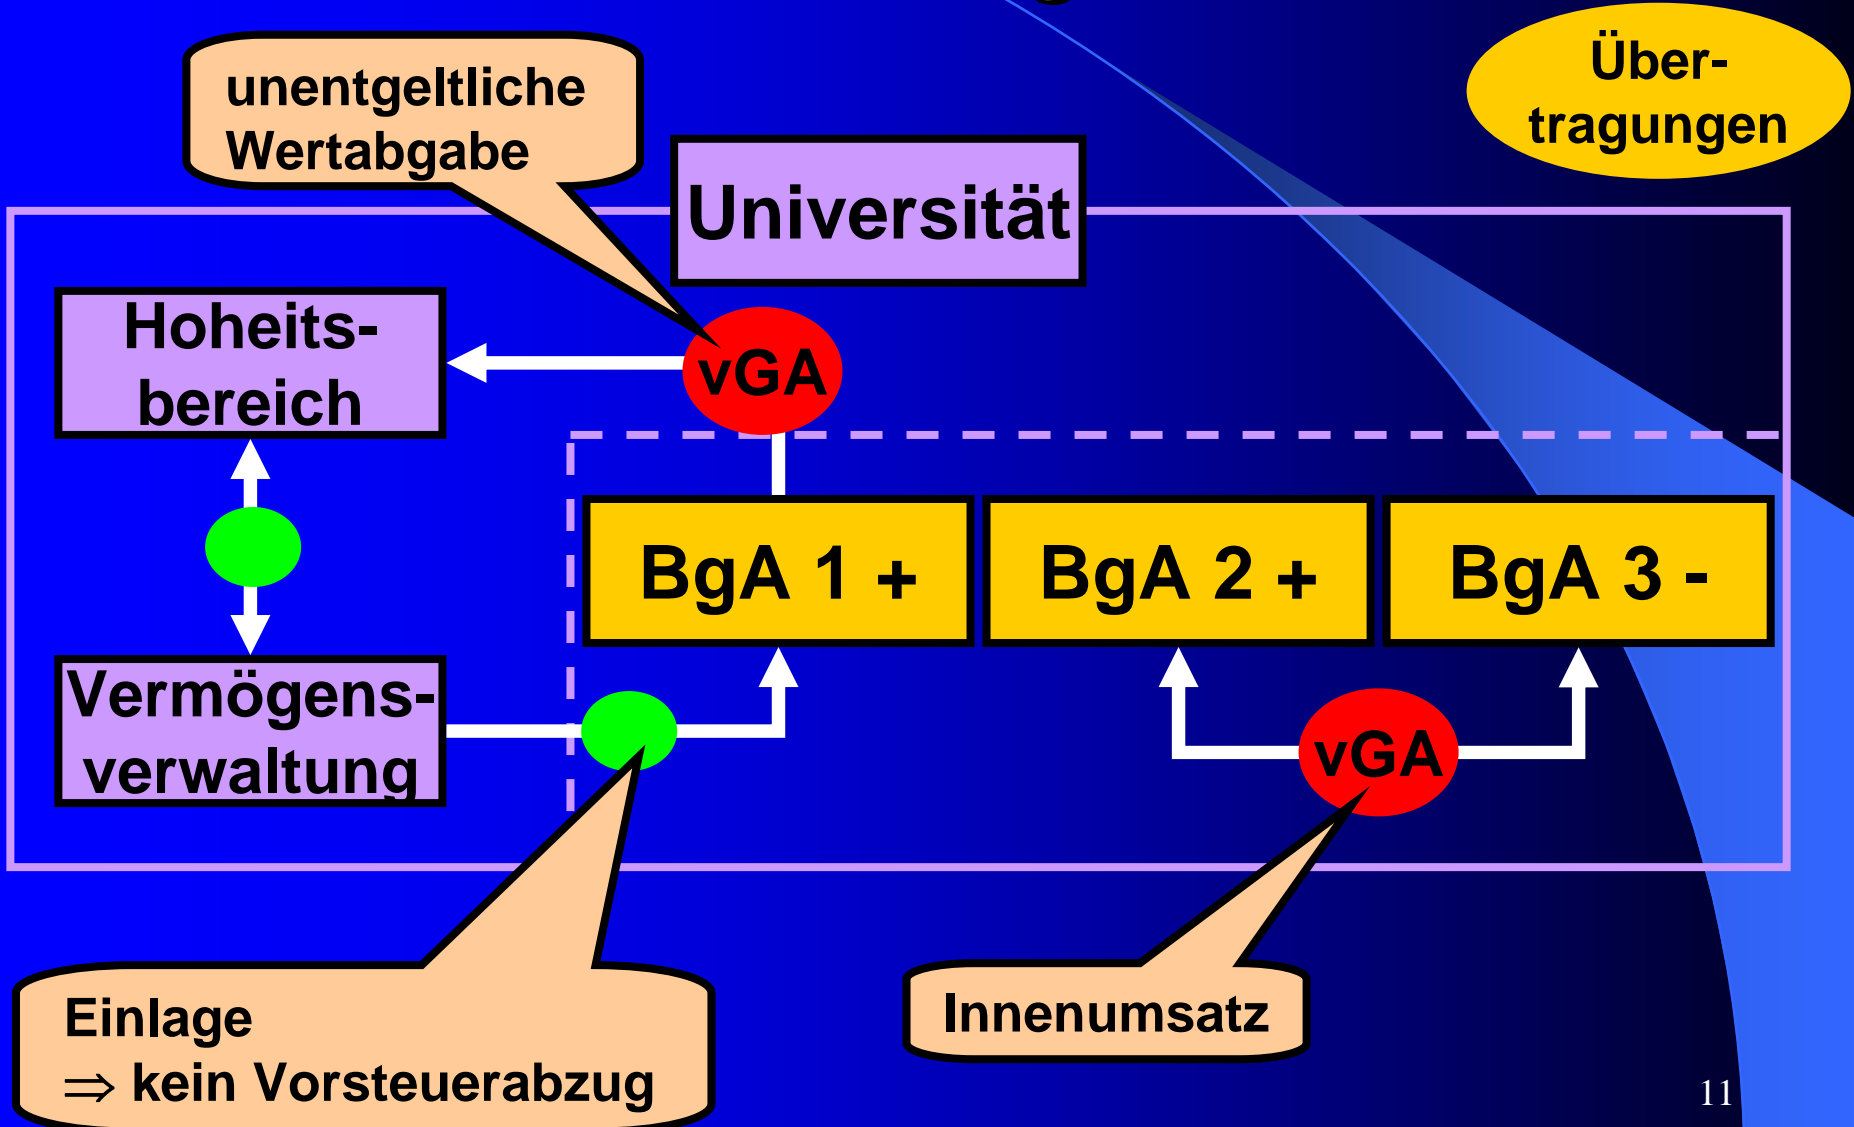 Über-
tragungen
unentgeltliche
Wertabgabe
Universität
Hoheits-
bereich
vGA
BgA 1 +
BgA 2 +
BgA 3 -
Vermögens-
verwaltung
vGA
Einlage
⇒ kein Vorsteuerabzug
Innenumsatz
11